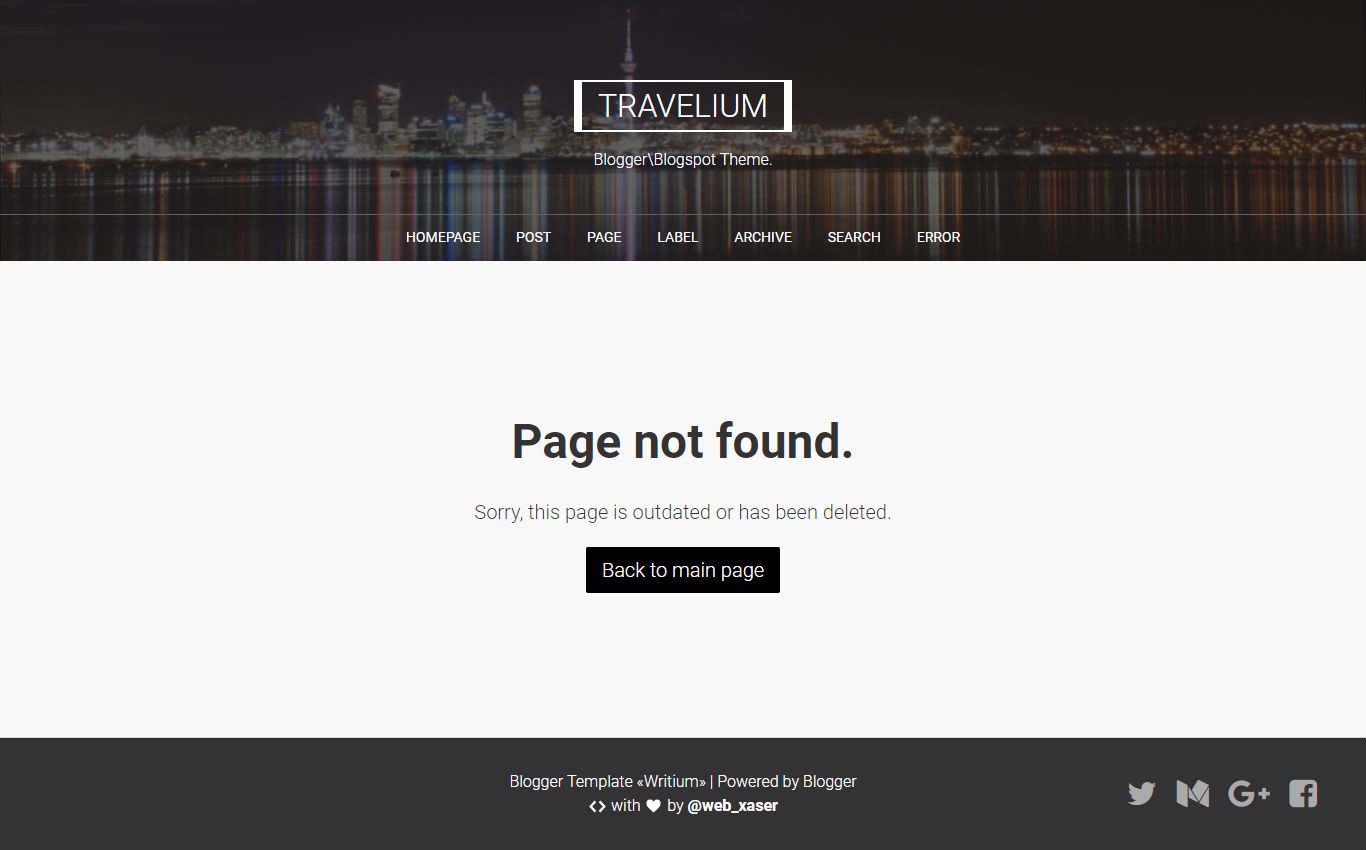 TRAVELIUM
Blogger\Blogspot Theme.
HOMEPAGE POST PAGE LABEL ARCHIVE SEARCH ERROR
Page not found.
Sorry, this page is outdated or has been deleted.
Back to main page
Blogger Template «Writium» | Powered by Blogger
<> with ♥ by @web_xaser